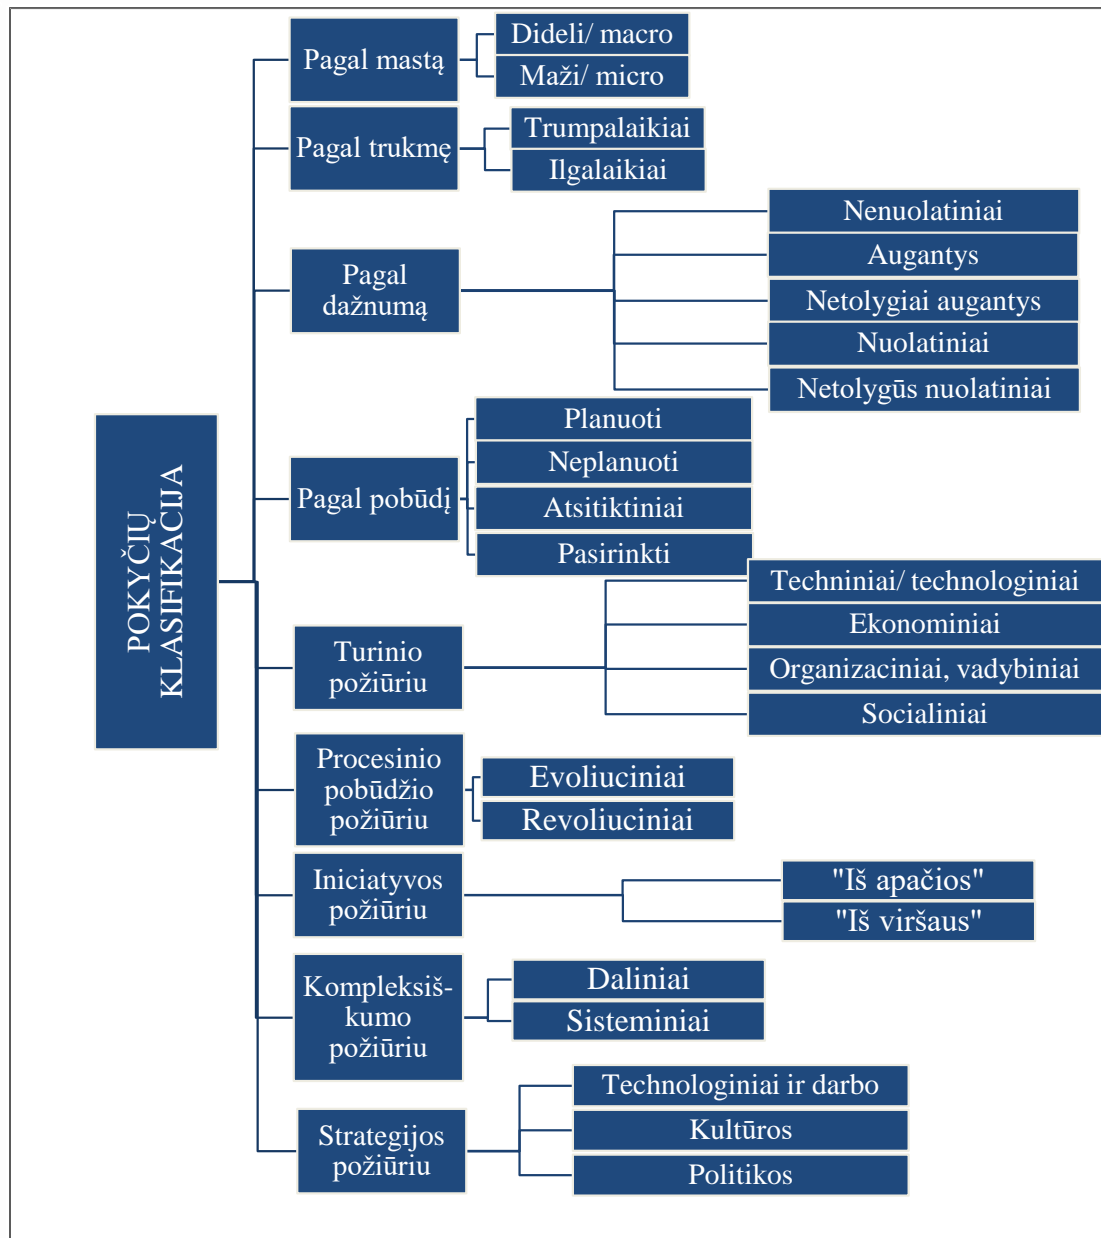 POKYČIŲ
KLASIFIKACIJA
Pagal mastą
Dideli/ macro
Maži/ micro
Pagal trukmę
Trumpalaikiai
Ilgalaikiai
Pagal
dažnumą
Nenuolatiniai
Augantys
Netolygiai augantys
Nuolatiniai
Netolygūs nuolatiniai
Pagal pobūdį
Planuoti
Neplanuoti
Atsitiktiniai
Pasirinkti
Turinio
požiūriu
Techniniai/ technologiniai
Ekonominiai
Organizaciniai, vadybiniai
Socialiniai
Procesinio
pobūdžio
požiūriu
Evoliuciniai
Revoliuciniai
Iniciatyvos
požiūriu
"Iš apačios"
"Iš viršaus"
Kompleksiš-
kumo
požiūriu
Daliniai
Sisteminiai
Strategijos
požiūriu
Technologiniai ir darbo
Kultūros
Politikos